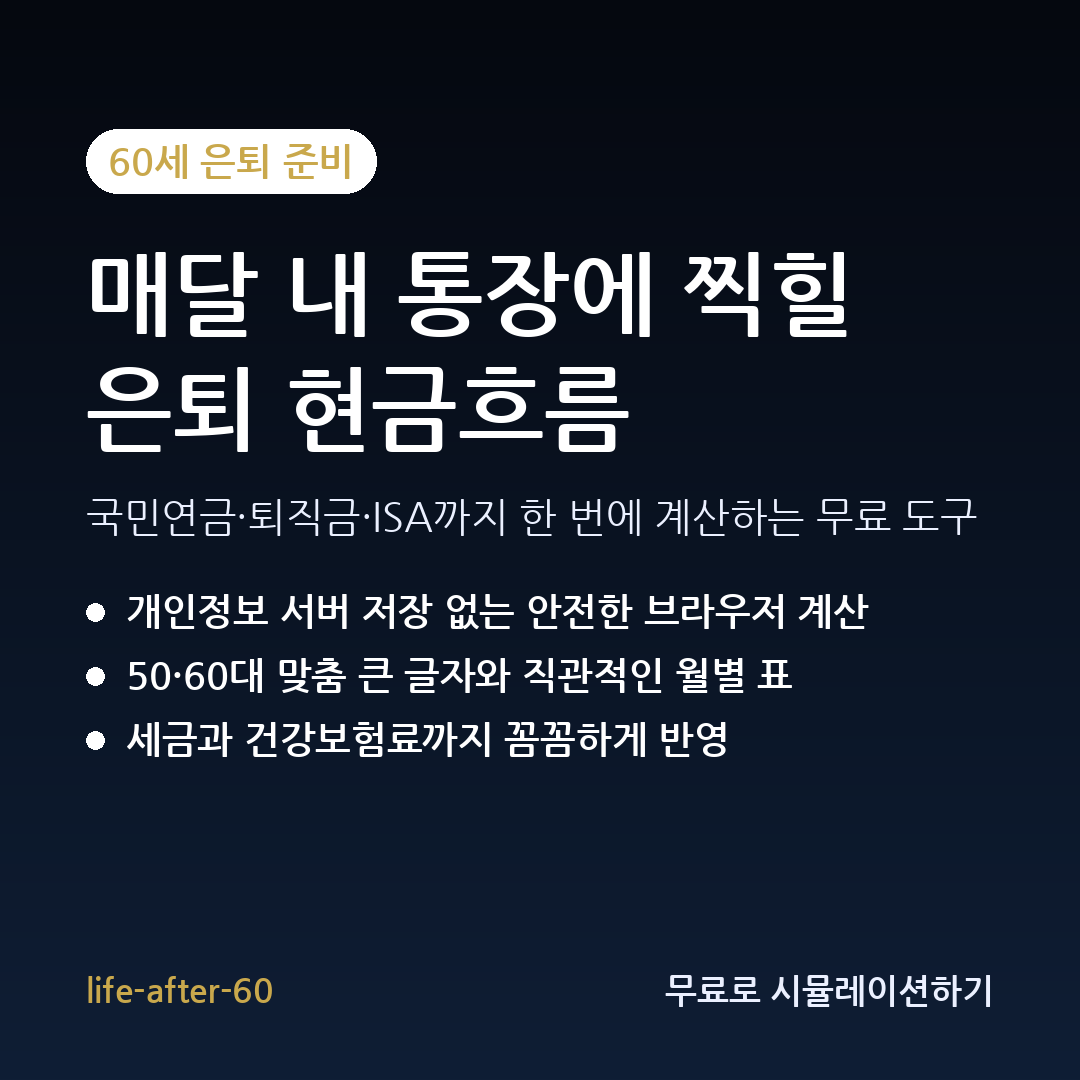 60세 은퇴 준비
매달 내 통장에 찍힐
은퇴 현금흐름
국민연금·퇴직금·ISA까지 한 번에 계산하는 무료 도구
● 개인정보 서버 저장 없는 안전한 브라우저 계산
● 50·60대 맞춤 큰 글자와 직관적인 월별 표
● 세금과 건강보험료까지 꼼꼼하게 반영
life-after-60
무료로 시뮬레이션하기